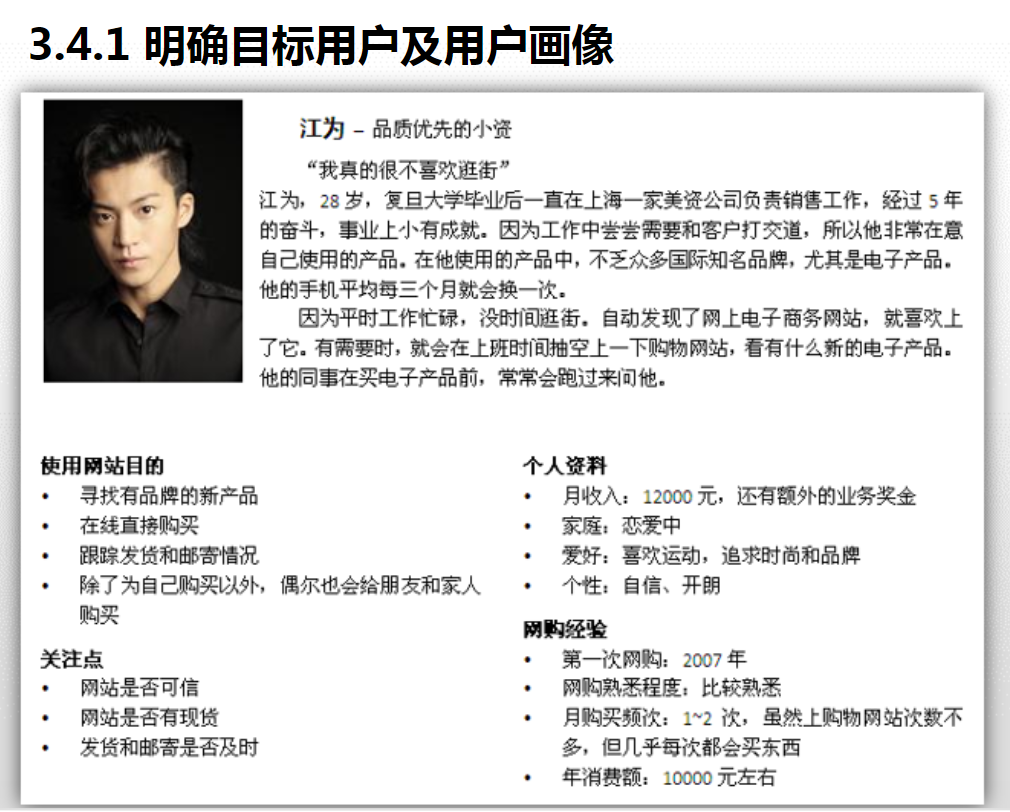 3.4.1 明确目标用户及用户画像
江为 – 品质优先的小资
“我真的很不喜欢逛街”
江为，28 岁，复旦大学毕业后一直在上海一家美资公司负责销售工作，经过 5 年
的奋斗，事业上小有成就。因为工作中尝尝需要和客户打交道，所以他非常在意
自己使用的产品。在他使用的产品中，不乏众多国际知名品牌，尤其是电子产品。
他的手机平均每三个月就会换一次。
因为平时工作忙碌，没时间逛街。自动发现了网上电子商务网站，就喜欢上
了它。有需要时，就会在上班时间抽空上一下购物网站，看有什么新的电子产品。
他的同事在买电子产品前，常常会跑过来问他。
使用网站目的
• 寻找有品牌的新产品
• 在线直接购买
• 跟踪发货和邮寄情况
• 除了为自己购买以外，偶尔也会给朋友和家人
购买
关注点
• 网站是否可信
• 网站是否有现货
• 发货和邮寄是否及时
个人资料
• 月收入：12000 元，还有额外的业务奖金
• 家庭：恋爱中
• 爱好：喜欢运动，追求时尚和品牌
• 个性：自信、开朗
网购经验
• 第一次网购：2007 年
• 网购熟悉程度：比较熟悉
• 月购买频次：1~2 次，虽然上购物网站次数不
多，但几乎每次都会买东西
• 年消费额：10000 元左右